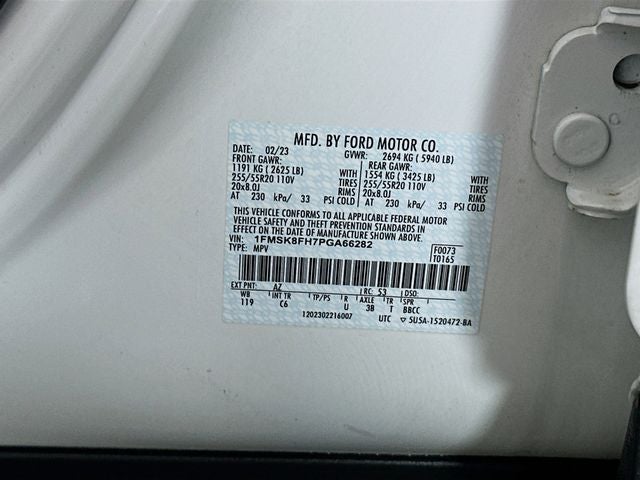 MFD. BY FORD MOTOR CO.
DATE: 02/23 GVWR: 2694 KG ( 5940 LB)
FRONT GAWR: REAR GAWR:
1191 KG ( 2625 LB) WITH 1554 KG ( 3425 LB) WITH
255/55R20 110V TIRES 255/55R20 110V TIRES
20x8.0J RIMS 20x8.0J RIMS
AT 230 kPa/ 33 PSI COLD AT 230 kPa/ 33 PSI COLD
THIS VEHICLE CONFORMS TO ALL APPLICABLE FEDERAL MOTOR
VEHICLE SAFETY AND THEFT PREVENTION STANDARDS IN
EFFECT ON THE DATE OF MANUFACTURE SHOWN ABOVE.
VIN: 1FMSK8FH7PGA66282 F0073
TYPE: MPV T0165
EXT PNT: AZ RC: 53 DSO:
WB INT TR TP/PS R AXLE TR SPR
119 C6 U 3B T BBCC
1202302216007 UTC ▽ 5USA-1520472-BA